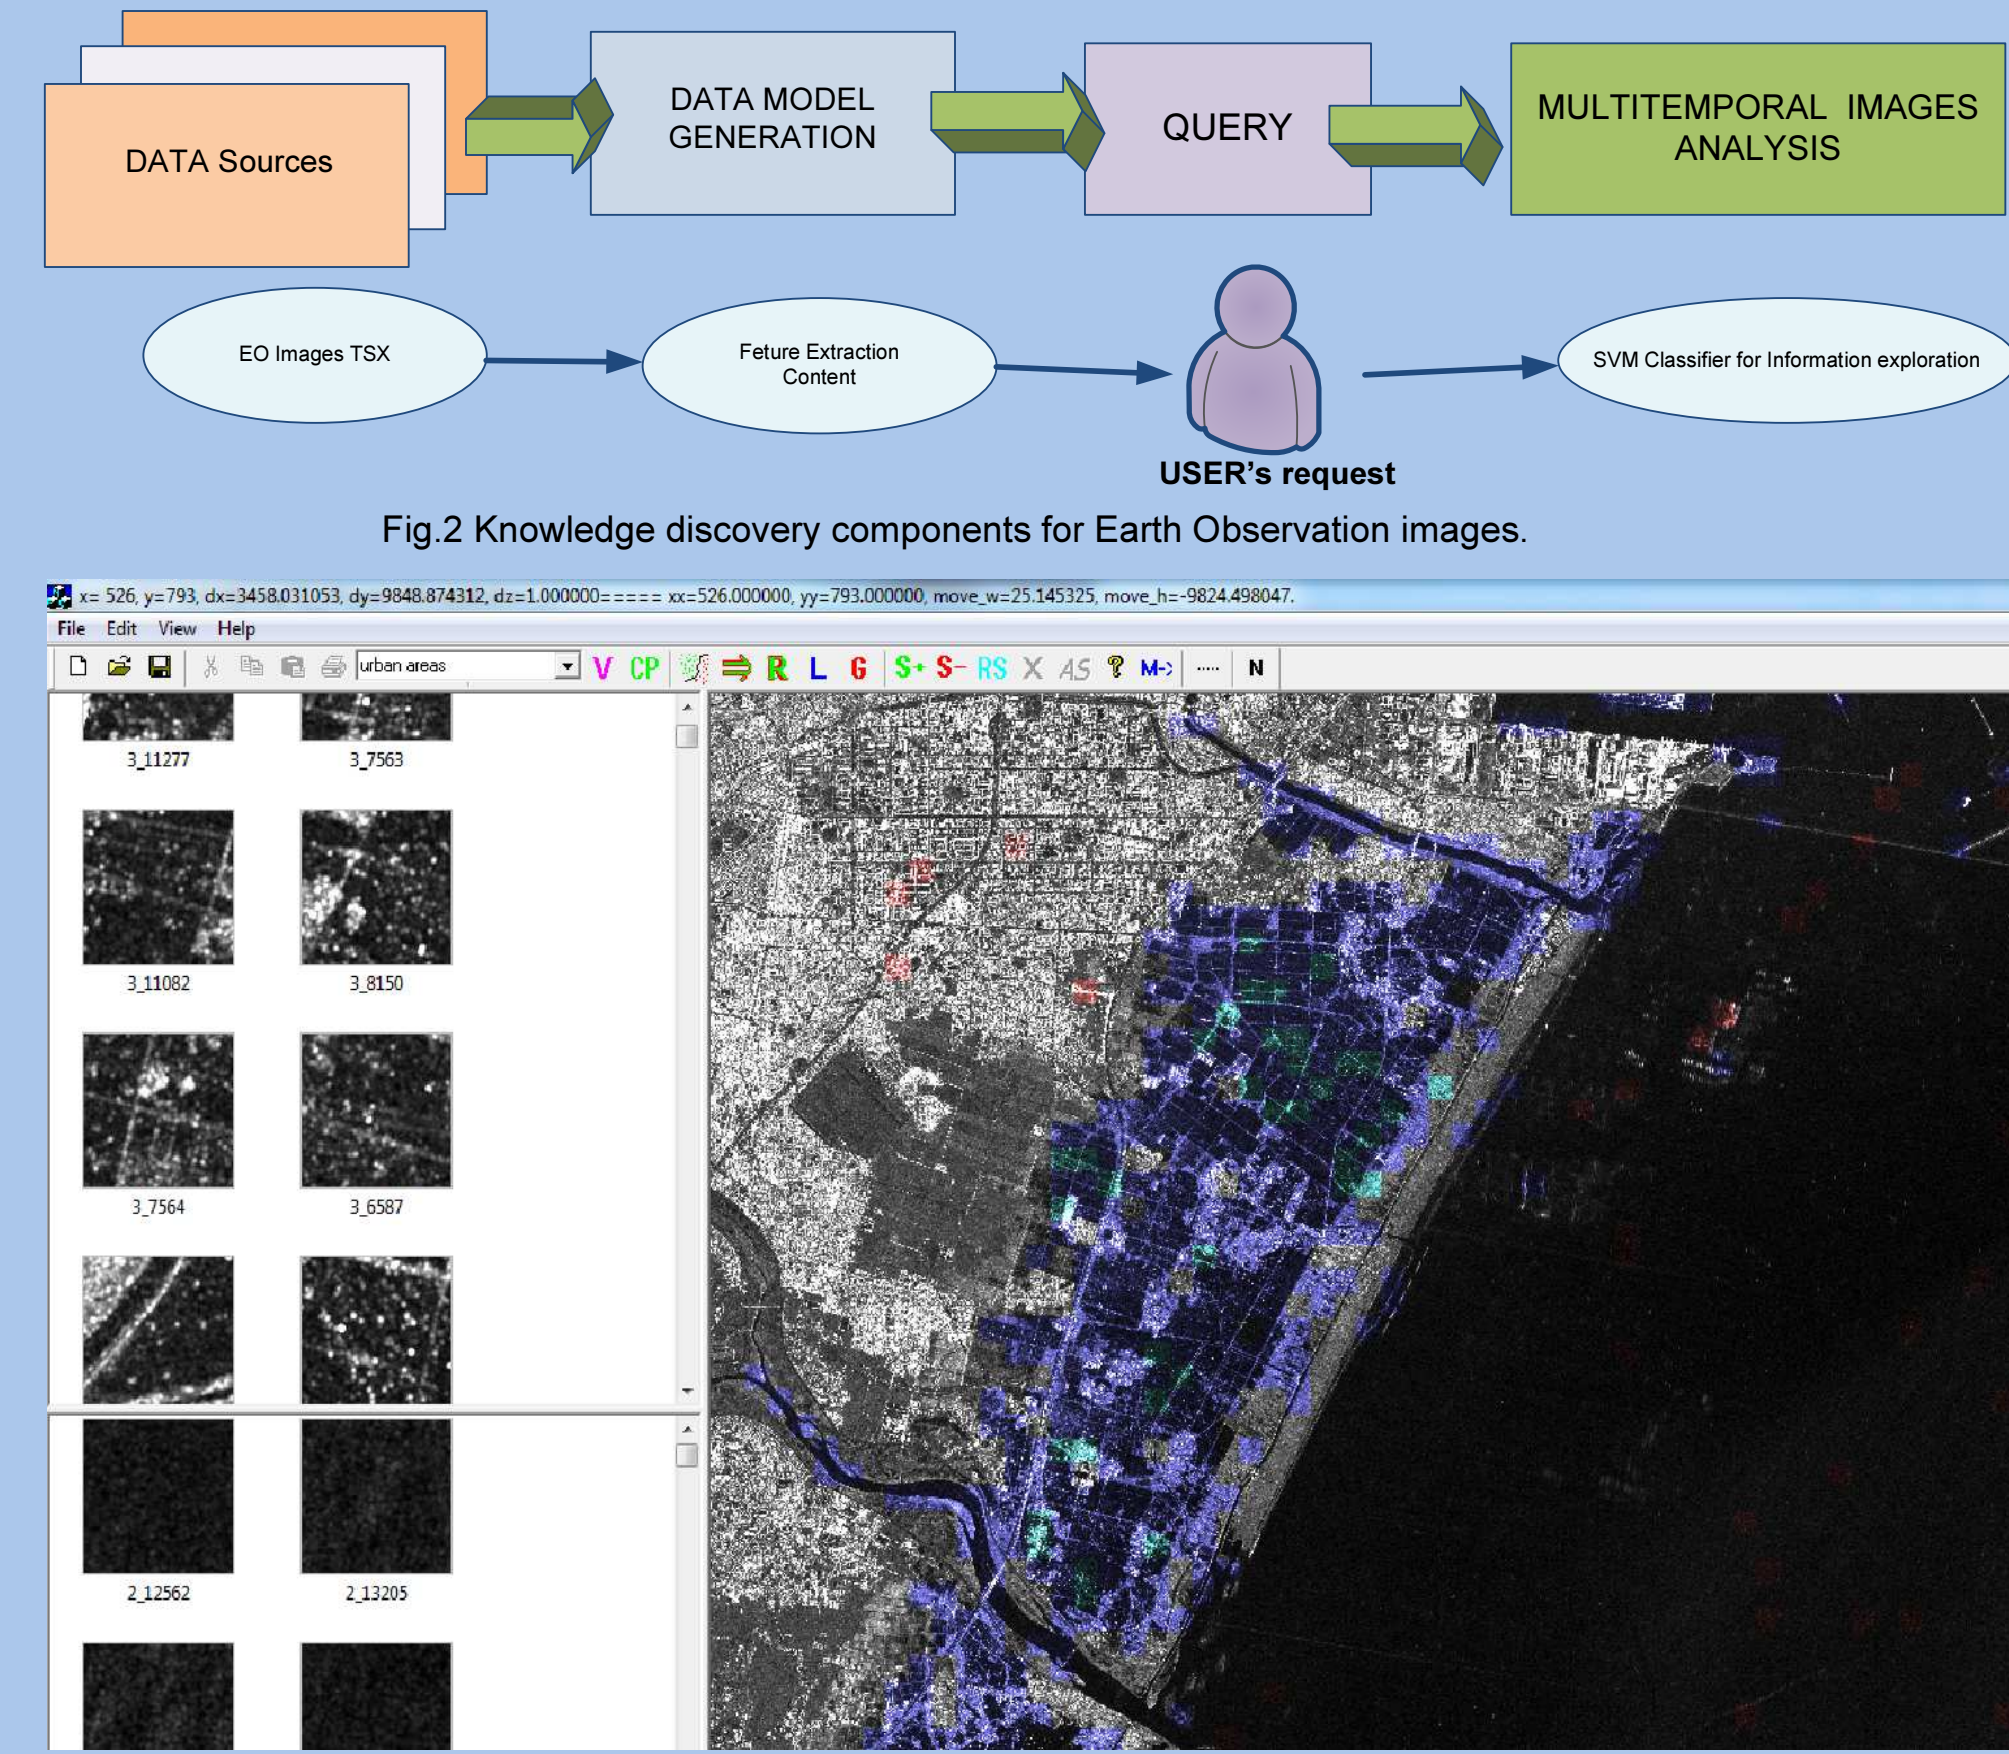 DATA Sources
DATA MODEL
GENERATION
QUERY
MULTITEMPORAL IMAGES
ANALYSIS
EO Images TSX
Feture Extraction
Content
SVM Classifier for Information exploration
USER's request
Fig.2 Knowledge discovery components for Earth Observation images.
x= 526, y=793, dx=3458.031053, dy=9848.874312, dz=1.000000===== xx=526.000000, yy=793.000000, move_w=25.145325, move_h=-9824.498047.
File Edit View Help
urban areas V CP R L G S+ S- RS X AS ? M-> ..... N
3_11277 3_7563
3_11082 3_8150
3_7564 3_6587
2_12562 2_13205